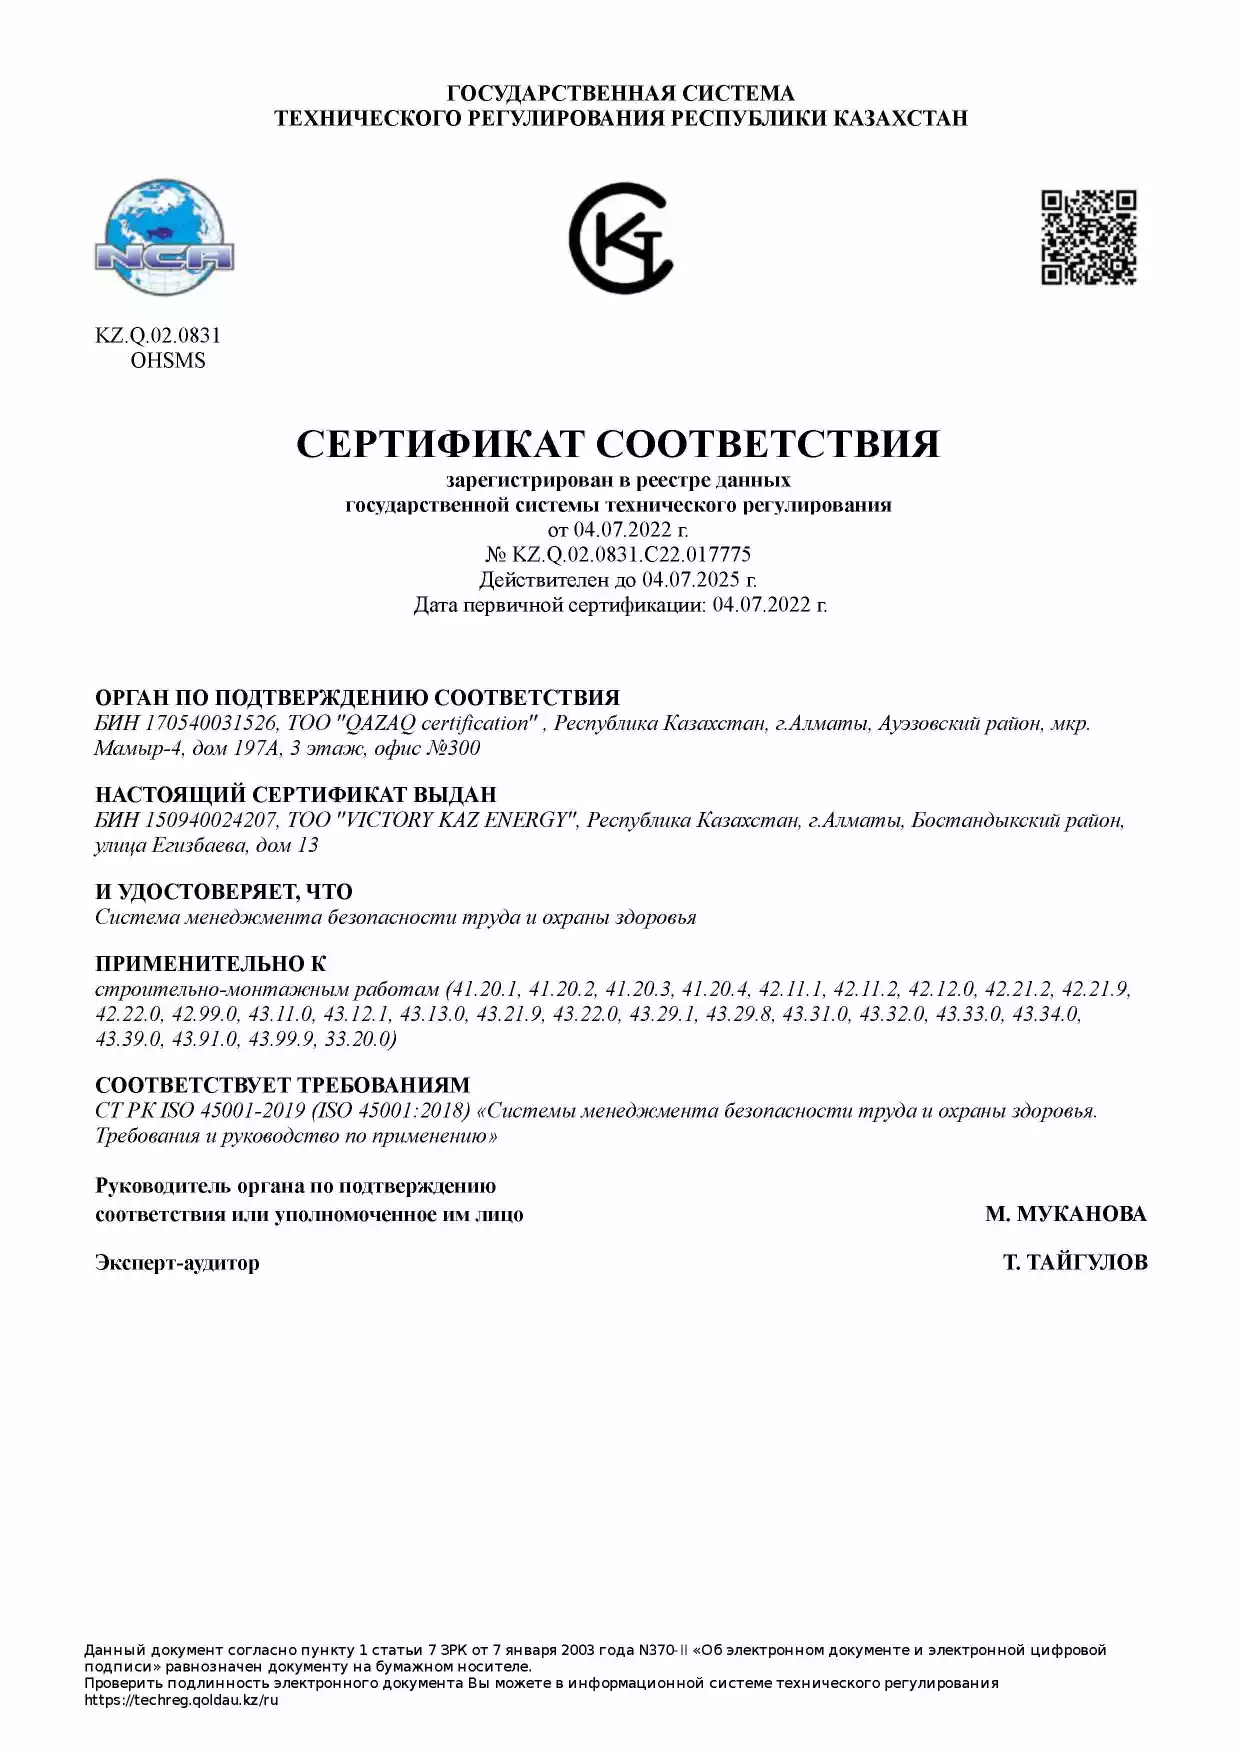 ГОСУДАРСТВЕННАЯ СИСТЕМА
ТЕХНИЧЕСКОГО РЕГУЛИРОВАНИЯ РЕСПУБЛИКИ КАЗАХСТАН
NCA
KZ.Q.02.0831
OHSMS
СЕРТИФИКАТ СООТВЕТСТВИЯ
зарегистрирован в реестре данных
государственной системы технического регулирования
от 04.07.2022 г.
№ KZ.Q.02.0831.C22.017775
Действителен до 04.07.2025 г.
Дата первичной сертификации: 04.07.2022 г.
ОРГАН ПО ПОДТВЕРЖДЕНИЮ СООТВЕТСТВИЯ
БИН 170540031526, ТОО "QAZAQ certification" , Республика Казахстан, г.Алматы, Ауэзовский район, мкр.
Мамыр-4, дом 197А, 3 этаж, офис №300
НАСТОЯЩИЙ СЕРТИФИКАТ ВЫДАН
БИН 150940024207, ТОО "VICTORY KAZ ENERGY", Республика Казахстан, г.Алматы, Бостандыкский район,
улица Егизбаева, дом 13
И УДОСТОВЕРЯЕТ, ЧТО
Система менеджмента безопасности труда и охраны здоровья
ПРИМЕНИТЕЛЬНО К
строительно-монтажным работам (41.20.1, 41.20.2, 41.20.3, 41.20.4, 42.11.1, 42.11.2, 42.12.0, 42.21.2, 42.21.9,
42.22.0, 42.99.0, 43.11.0, 43.12.1, 43.13.0, 43.21.9, 43.22.0, 43.29.1, 43.29.8, 43.31.0, 43.32.0, 43.33.0, 43.34.0,
43.39.0, 43.91.0, 43.99.9, 33.20.0)
СООТВЕТСТВУЕТ ТРЕБОВАНИЯМ
СТ РК ISO 45001-2019 (ISO 45001:2018) «Системы менеджмента безопасности труда и охраны здоровья.
Требования и руководство по применению»
Руководитель органа по подтверждению
соответствия или уполномоченное им лицо М. МУКАНОВА
Эксперт-аудитор Т. ТАЙГУЛОВ
Данный документ согласно пункту 1 статьи 7 ЗРК от 7 января 2003 года N370-II «Об электронном документе и электронной цифровой
подписи» равнозначен документу на бумажном носителе.
Проверить подлинность электронного документа Вы можете в информационной системе технического регулирования
https://techreg.qoldau.kz/ru